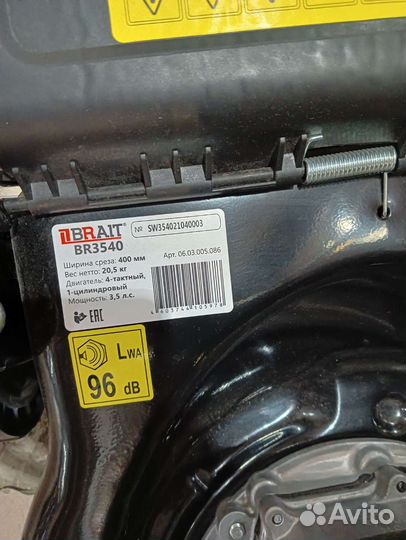 BRAIT®
BR3540
№ SW354021040003
Ширина среза: 400 мм
Арт. 06.03.005.086
Вес нетто: 20,5 кг
Двигатель: 4-тактный,
1-цилиндровый
Мощность: 3,5 л.с.
EAC
4603744105976
LWA
96 dB
Avito